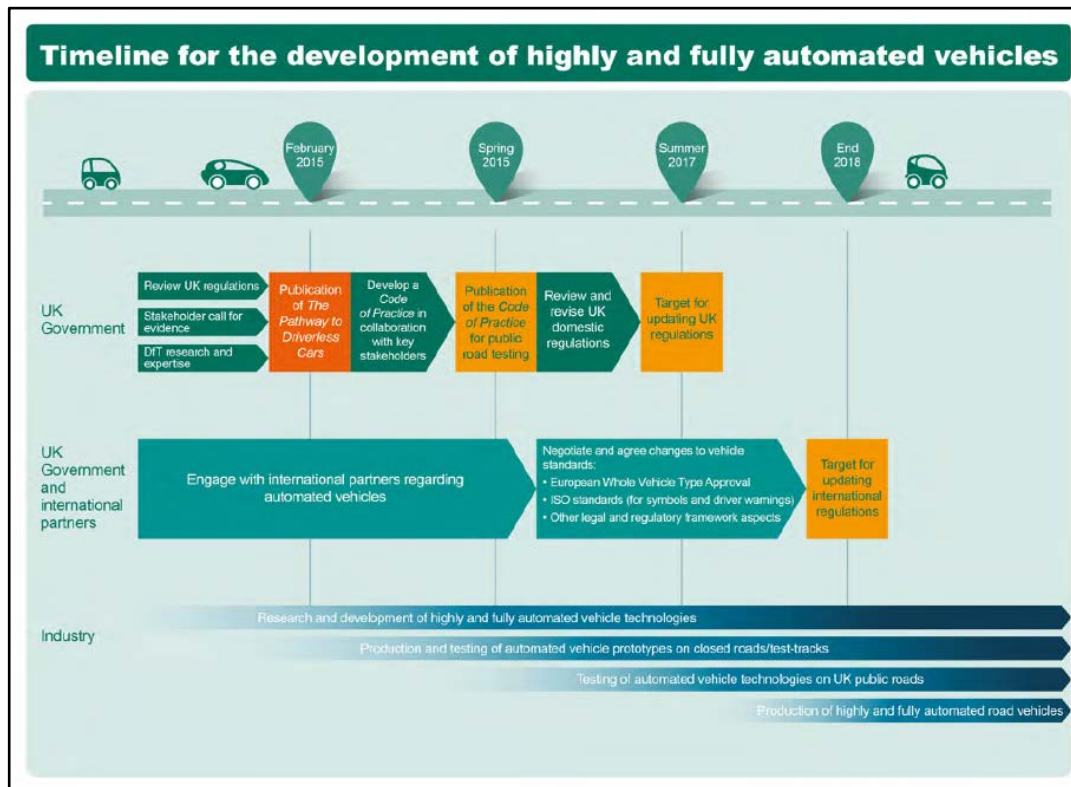 Timeline for the development of highly and fully automated vehicles
February
2015
Spring
2015
Summer
2017
End
2018
UK
Government
Review UK regulations
Stakeholder call for
evidence
DfT research and
expertise
Publication
of The
Pathway to
Driverless
Cars
Develop a
Code
of Practice in
collaboration
with key
stakeholders
Publication
of the Code
of Practice
for public
road testing
Review and
revise UK
domestic
regulations
Target for
updating UK
regulations
UK
Government
and
international
partners
Engage with international partners regarding
automated vehicles
Negotiate and agree changes to vehicle
standards:
• European Whole Vehicle Type Approval
• ISO standards (for symbols and driver warnings)
• Other legal and regulatory framework aspects
Target for
updating
international
regulations
Industry
Research and development of highly and fully automated vehicle technologies
Production and testing of automated vehicle prototypes on closed roads/test-tracks
Testing of automated vehicle technologies on UK public roads
Production of highly and fully automated road vehicles